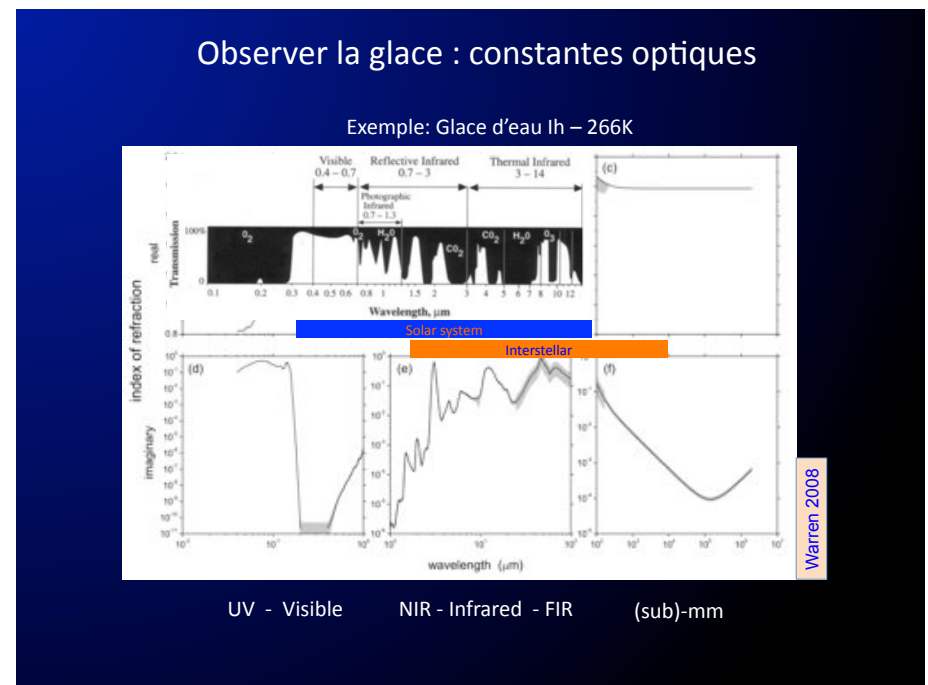 Observer la glace : constantes optiques
Exemple: Glace d'eau Ih – 266K
Visible
0.4 – 0.7
Reflective Infrared
0.7 – 3
Thermal Infrared
3 – 14
(c)
Photographic
Infrared
0.7 – 1.3
Transmission
100%
0
O2
O2
H2O
CO2
CO2
H2O
O3
0.1 0.2 0.3 0.4 0.5 0.6 0.8 1 1.5 2 3 4 5 6 7 8 10 12
Wavelength, μm
real
index of refraction
imaginary
0.8
Solar system
Interstellar
(d)
(e)
(f)
wavelength (μm)
Warren 2008
UV - Visible
NIR - Infrared - FIR
(sub)-mm